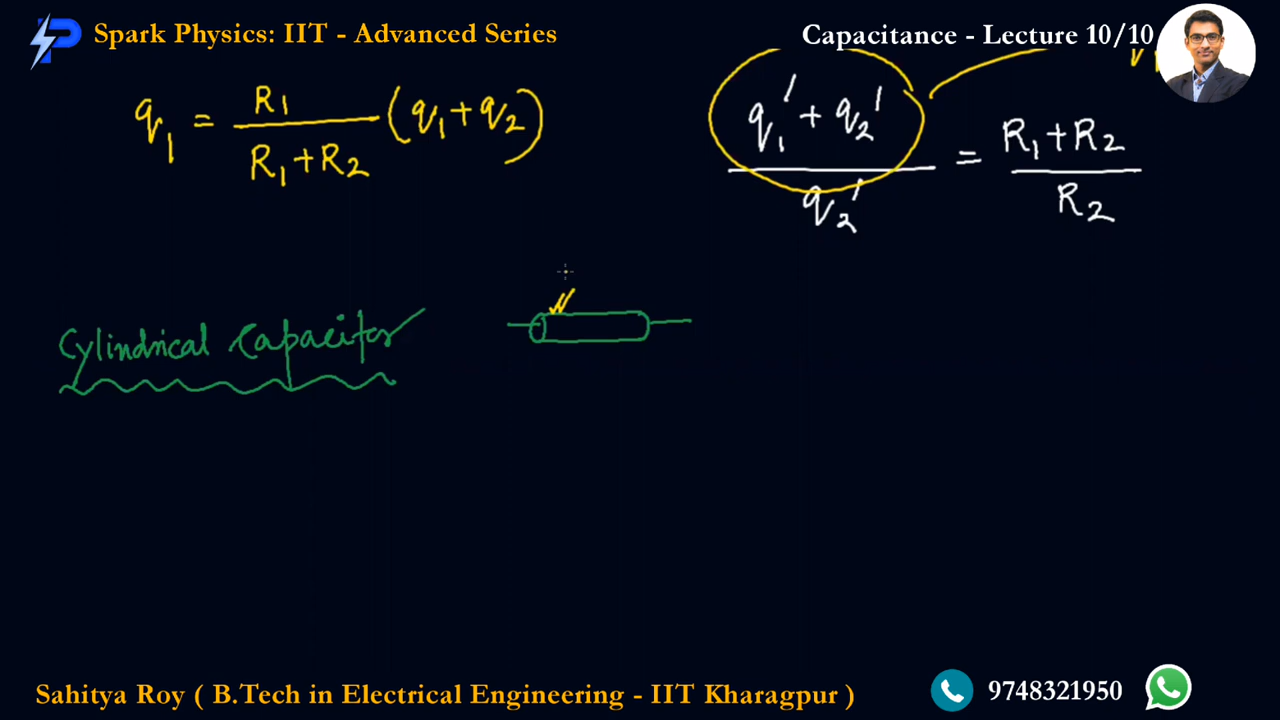 Spark Physics: IIT - Advanced Series
Capacitance - Lecture 10/10
q₁ = R₁ / (R₁+R₂) (q₁+q₂)
(q₁′ + q₂′) / q₂′ = (R₁+R₂) / R₂
Cylindrical Capacitor
Sahitya Roy ( B.Tech in Electrical Engineering - IIT Kharagpur )
9748321950